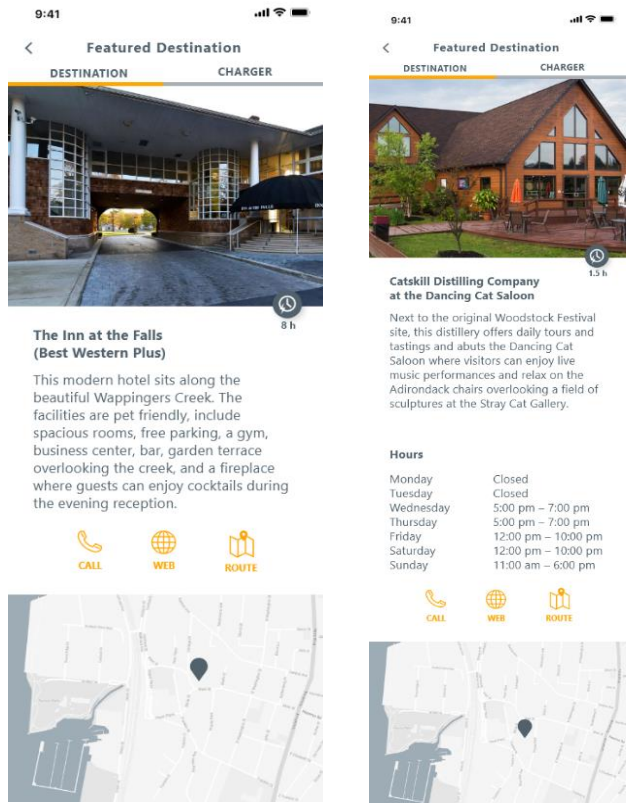 9:41
Featured Destination
DESTINATION
CHARGER
8 h
The Inn at the Falls
(Best Western Plus)
This modern hotel sits along the
beautiful Wappingers Creek. The
facilities are pet friendly, include
spacious rooms, free parking, a gym,
business center, bar, garden terrace
overlooking the creek, and a fireplace
where guests can enjoy cocktails during
the evening reception.
CALL
WEB
ROUTE
9:41
Featured Destination
DESTINATION
CHARGER
1.5 h
Catskill Distilling Company
at the Dancing Cat Saloon
Next to the original Woodstock Festival
site, this distillery offers daily tours and
tastings and abuts the Dancing Cat
Saloon where visitors can enjoy live
music performances and relax on the
Adirondack chairs overlooking a field of
sculptures at the Stray Cat Gallery.
Hours
Monday Closed
Tuesday Closed
Wednesday 5:00 pm – 7:00 pm
Thursday 5:00 pm – 7:00 pm
Friday 12:00 pm – 10:00 pm
Saturday 12:00 pm – 10:00 pm
Sunday 11:00 am – 6:00 pm
CALL
WEB
ROUTE